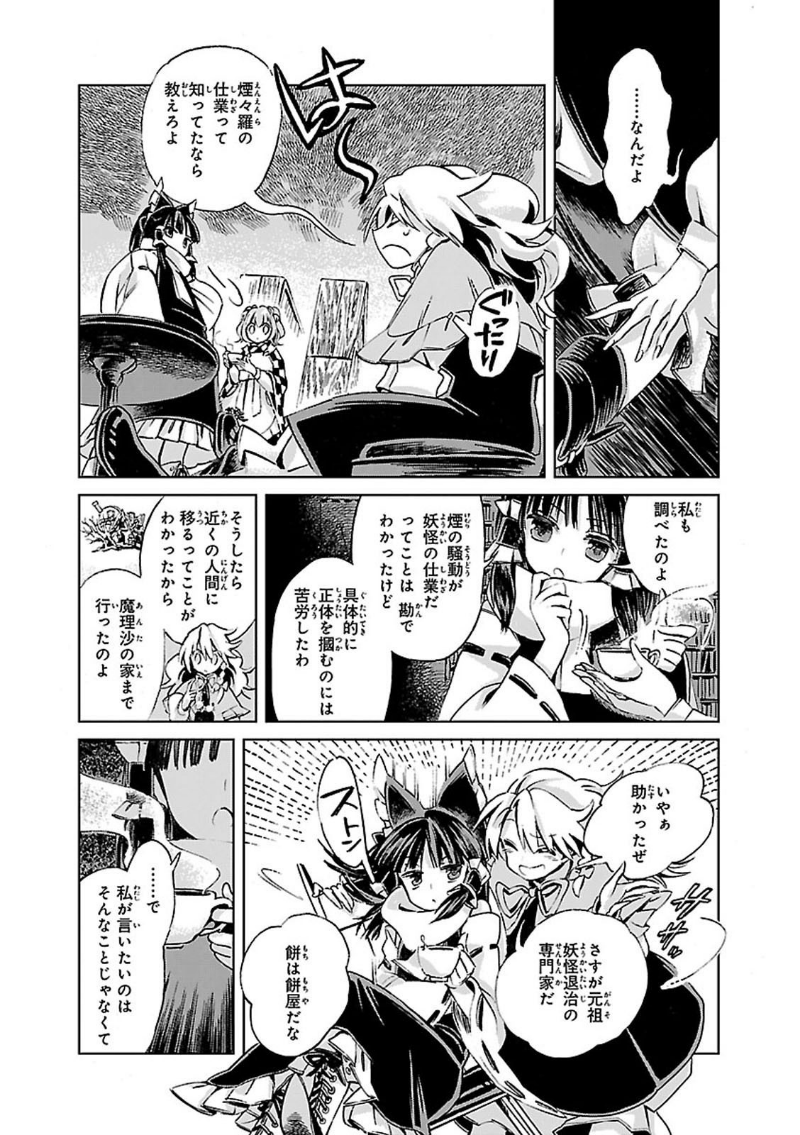 ……なんだよ
は〜
煙々羅の
仕業って
知ってたなら
教えろよ
ぐったり
私も
調べたのよ
煙の騒動が
妖怪の仕業だ
ってことは 勘で
わかったけど
具体的に
正体を掴むのには
苦労したわ
そうしたら
近くの人間に
移るってことが
わかったから
魔理沙の家まで
行ったのよ
いやぁ
助かったぜ
ストン
さすが元祖
妖怪退治の
専門家だ
餅は餅屋だな
……で
私が言いたいのは
そんなことじゃなくて